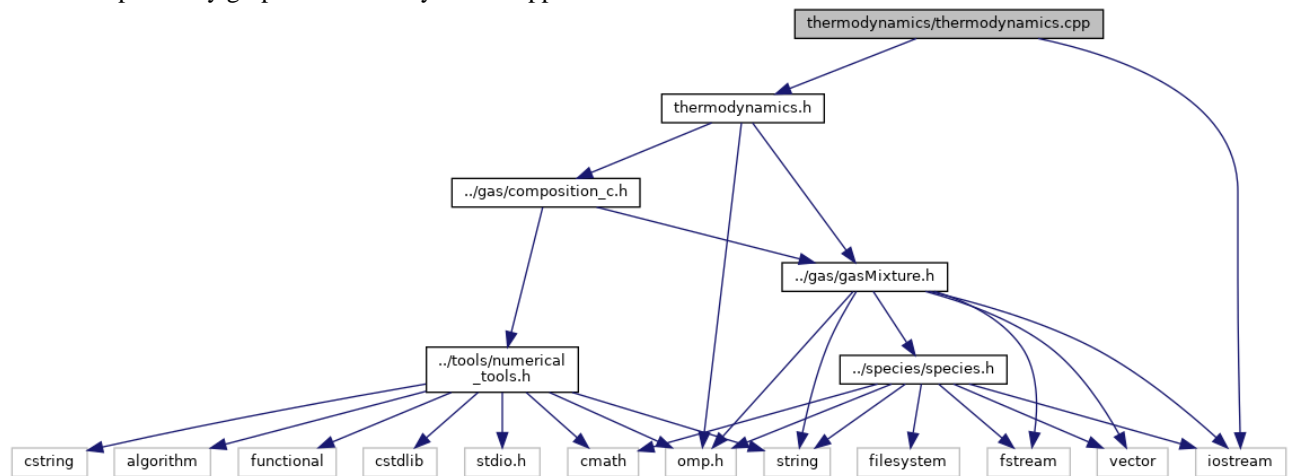 thermodynamics/thermodynamics.cpp
thermodynamics.h
../gas/composition_c.h
../gas/gasMixture.h
../tools/numerical
_tools.h
../species/species.h
cstring
algorithm
functional
cstdlib
stdio.h
cmath
omp.h
string
filesystem
fstream
vector
iostream